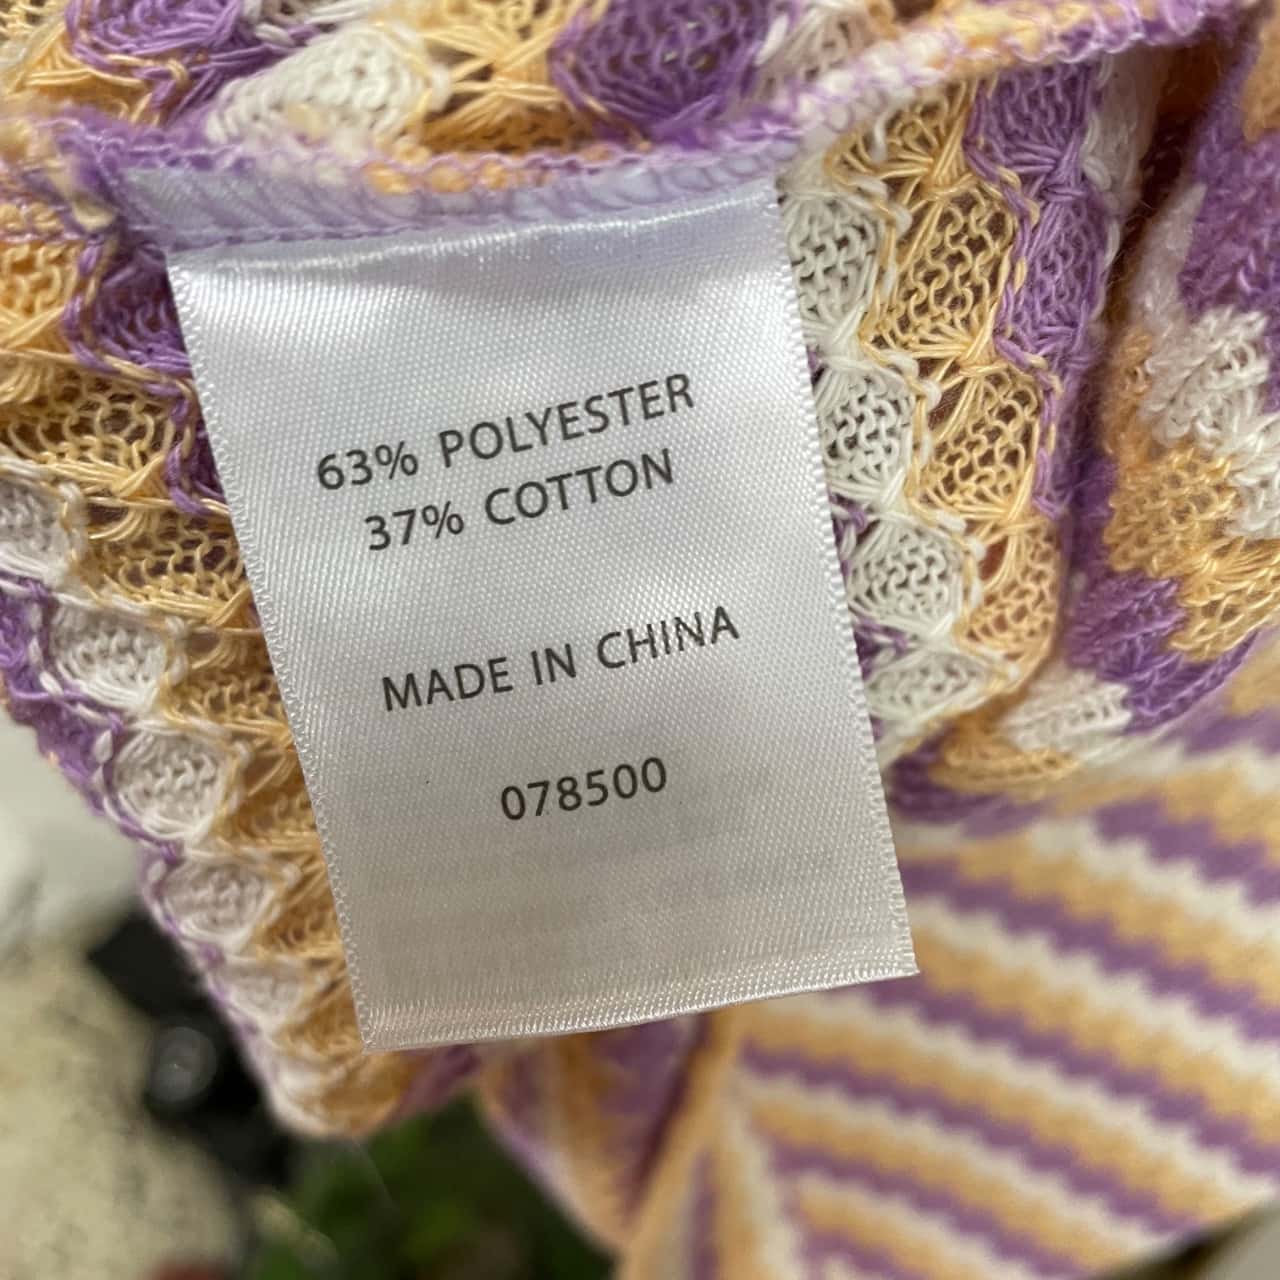 63% POLYESTER
37% COTTON
MADE IN CHINA
078500